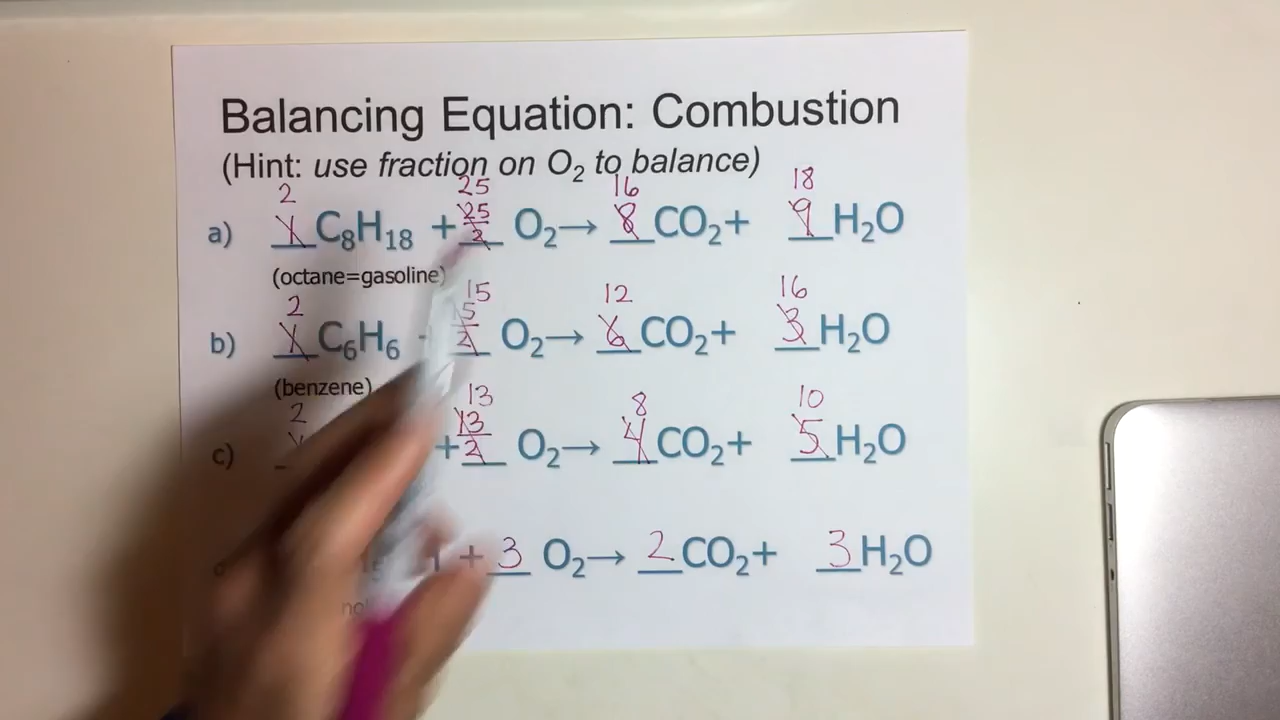 Balancing Equation: Combustion
(Hint: use fraction on O₂ to balance)
2 25 16 18
a) 1 C₈H₁₈ + 25/2 O₂→ 8 CO₂+ 9 H₂O
(octane=gasoline)
2 15 12 16
b) 1 C₆H₆ 5/2 O₂→ 6 CO₂+ 3 H₂O
(benzene)
2 13 8 10
c) + 13/2 O₂→ 4 CO₂+ 5 H₂O
+ 3 O₂→ 2 CO₂+ 3 H₂O